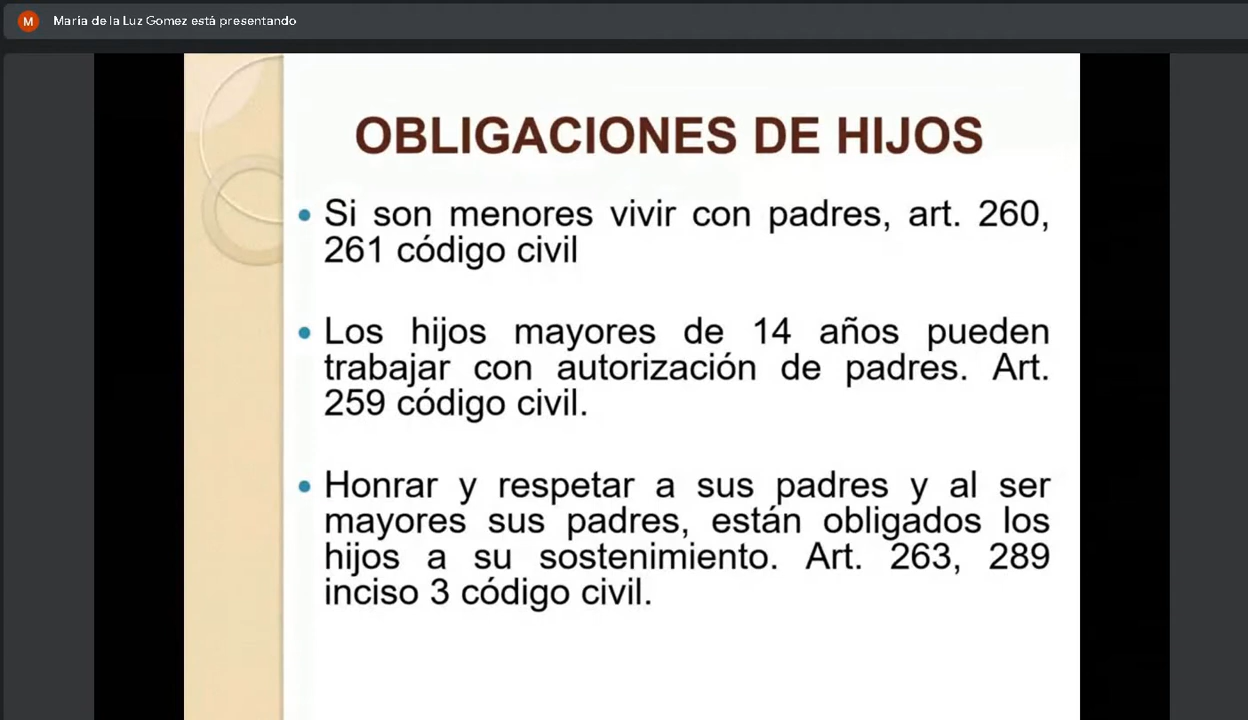 M
María de la Luz Gomez está presentando
OBLIGACIONES DE HIJOS
• Si son menores vivir con padres, art. 260,
261 código civil
• Los hijos mayores de 14 años pueden
trabajar con autorización de padres. Art.
259 código civil.
• Honrar y respetar a sus padres y al ser
mayores sus padres, están obligados los
hijos a su sostenimiento. Art. 263, 289
inciso 3 código civil.